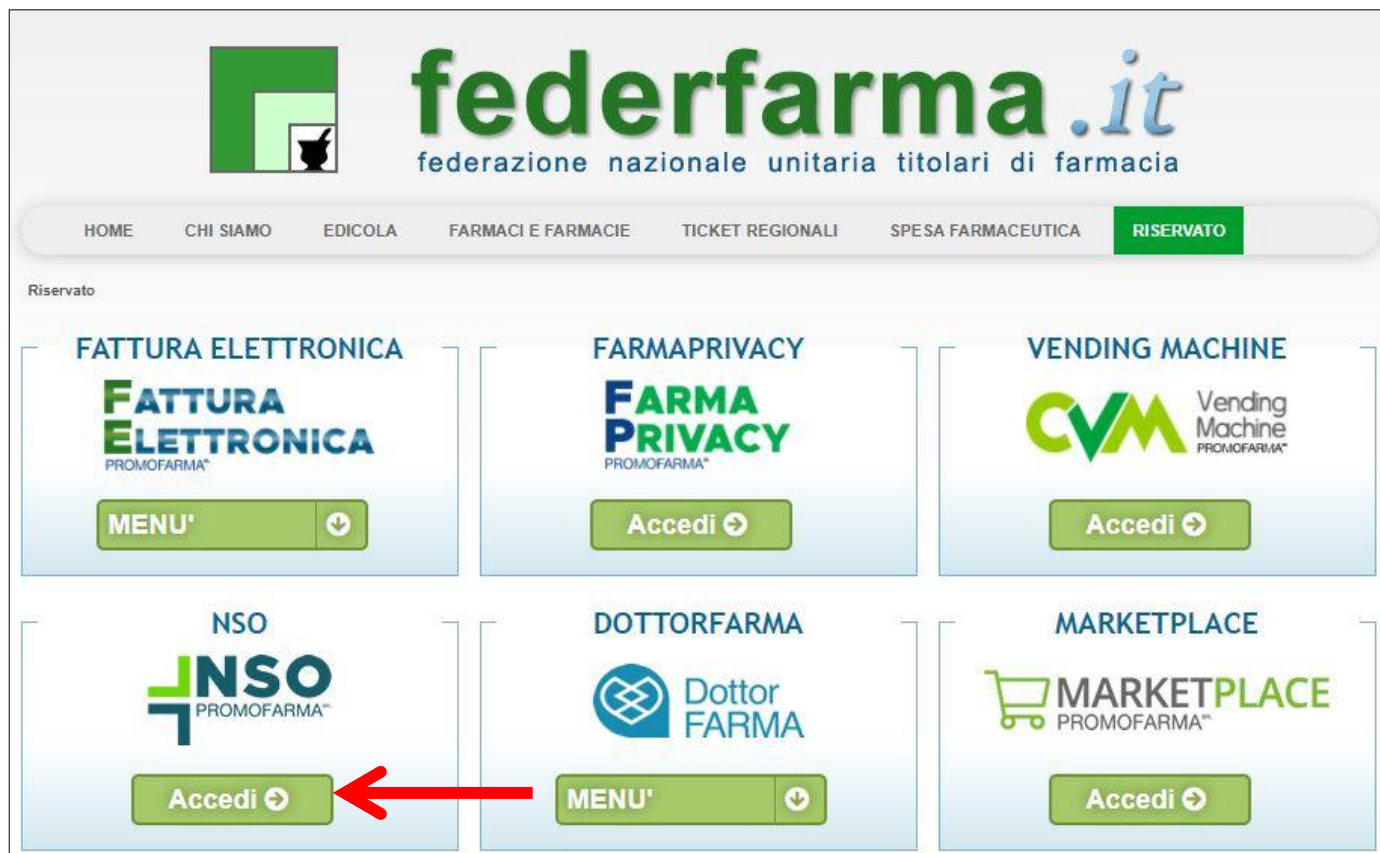 federfarma.it
federazione nazionale unitaria titolari di farmacia
HOME CHI SIAMO EDICOLA FARMACI E FARMACIE TICKET REGIONALI SPESA FARMACEUTICA RISERVATO
Riservato
FATTURA ELETTRONICA
FATTURA
ELETTRONICA
PROMOFARMA
MENU'
FARMAPRIVACY
FARMA
PRIVACY
PROMOFARMA
Accedi
VENDING MACHINE
CVM
Vending
Machine
PROMOFARMA
Accedi
NSO
NSO
PROMOFARMA
Accedi
DOTTORFARMA
Dottor
FARMA
MENU'
MARKETPLACE
MARKETPLACE
PROMOFARMA
Accedi